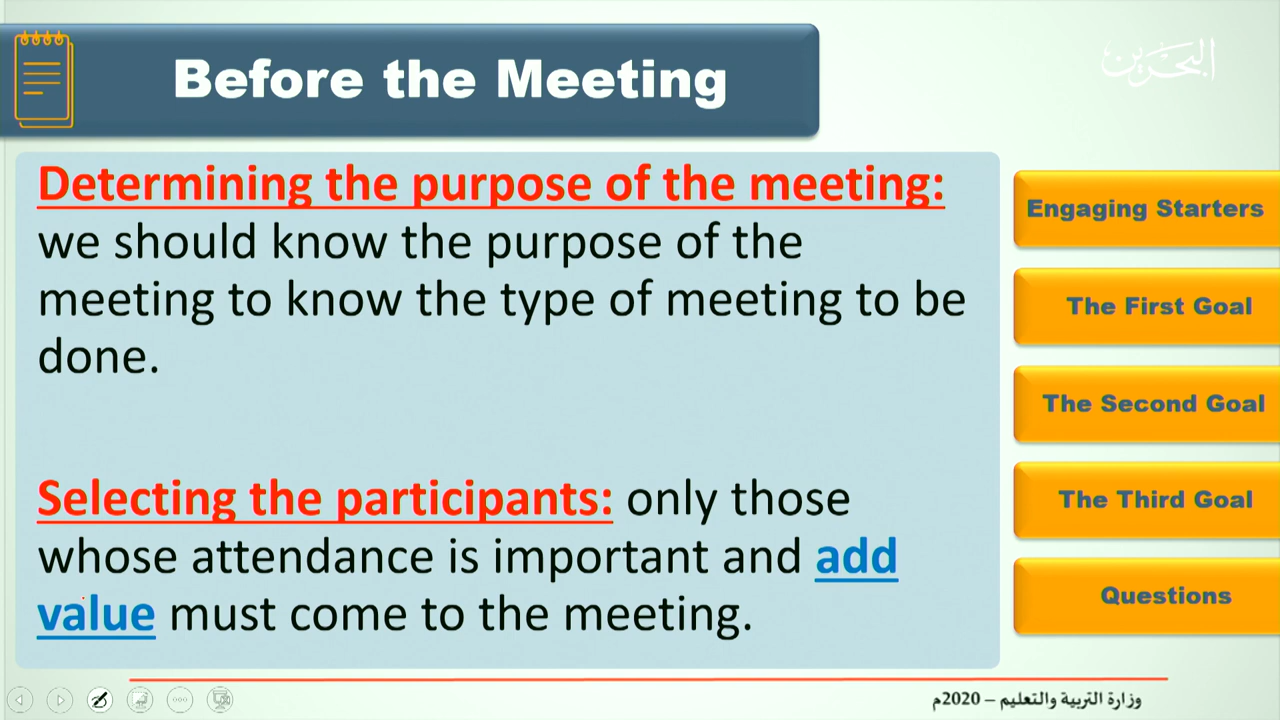 Before the Meeting
البحرين
Determining the purpose of the meeting:
we should know the purpose of the
meeting to know the type of meeting to be
done.
Selecting the participants: only those
whose attendance is important and add
value must come to the meeting.
Engaging Starters
The First Goal
The Second Goal
The Third Goal
Questions
وزارة التربية والتعليم – 2020م